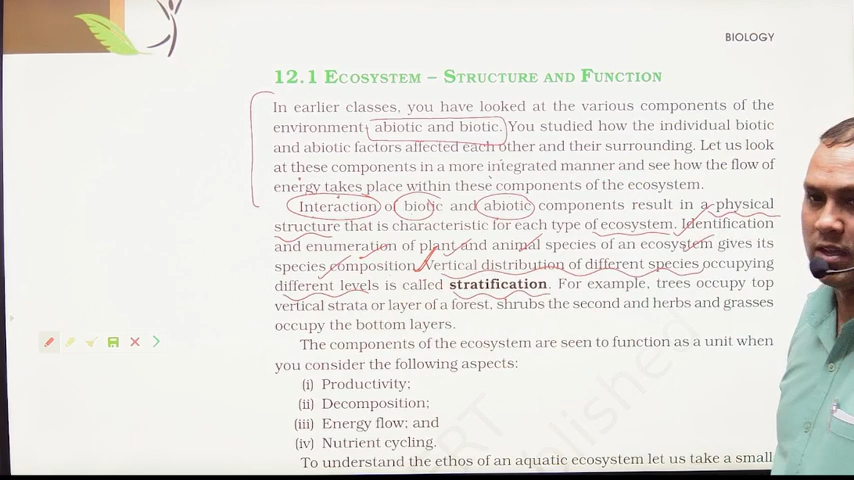 BIOLOGY
12.1 ECOSYSTEM – STRUCTURE AND FUNCTION
In earlier classes, you have looked at the various components of the
environment- abiotic and biotic. You studied how the individual biotic
and abiotic factors affected each other and their surrounding. Let us look
at these components in a more integrated manner and see how the flow of
energy takes place within these components of the ecosystem.
Interaction of biotic and abiotic components result in a physical
structure that is characteristic for each type of ecosystem. Identification
and enumeration of plant and animal species of an ecosystem gives its
species composition. Vertical distribution of different species occupying
different levels is called stratification. For example, trees occupy top
vertical strata or layer of a forest, shrubs the second and herbs and grasses
occupy the bottom layers.
The components of the ecosystem are seen to function as a unit when
you consider the following aspects:
(i) Productivity;
(ii) Decomposition;
(iii) Energy flow; and
(iv) Nutrient cycling.
To understand the ethos of an aquatic ecosystem let us take a small